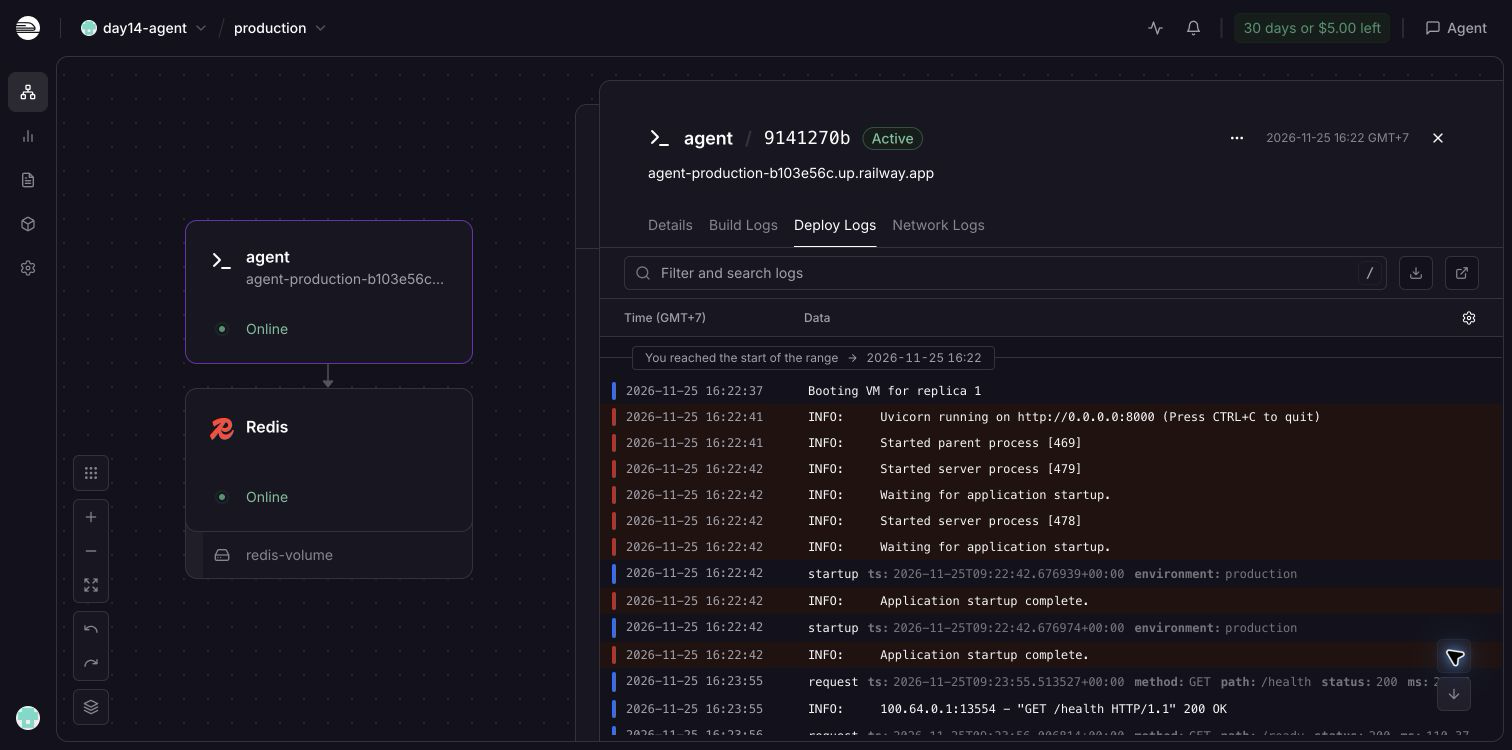 day14-agent / production
30 days or $5.00 left
Agent
agent / 9141270b Active
2026-11-25 16:22 GMT+7
agent-production-b103e56c.up.railway.app
Details Build Logs Deploy Logs Network Logs
Filter and search logs /
Time (GMT+7) Data
You reached the start of the range → 2026-11-25 16:22
2026-11-25 16:22:37 Booting VM for replica 1
2026-11-25 16:22:41 INFO: Uvicorn running on http://0.0.0.0:8000 (Press CTRL+C to quit)
2026-11-25 16:22:41 INFO: Started parent process [469]
2026-11-25 16:22:42 INFO: Started server process [479]
2026-11-25 16:22:42 INFO: Waiting for application startup.
2026-11-25 16:22:42 INFO: Started server process [478]
2026-11-25 16:22:42 INFO: Waiting for application startup.
2026-11-25 16:22:42 startup ts: 2026-11-25T09:22:42.676939+00:00 environment: production
2026-11-25 16:22:42 INFO: Application startup complete.
2026-11-25 16:22:42 startup ts: 2026-11-25T09:22:42.676974+00:00 environment: production
2026-11-25 16:22:42 INFO: Application startup complete.
2026-11-25 16:23:55 request ts: 2026-11-25T09:23:55.513527+00:00 method: GET path: /health status: 200 ms:
2026-11-25 16:23:55 INFO: 100.64.0.1:13554 - "GET /health HTTP/1.1" 200 OK
agent
agent-production-b103e56c...
Online
Redis
Online
redis-volume